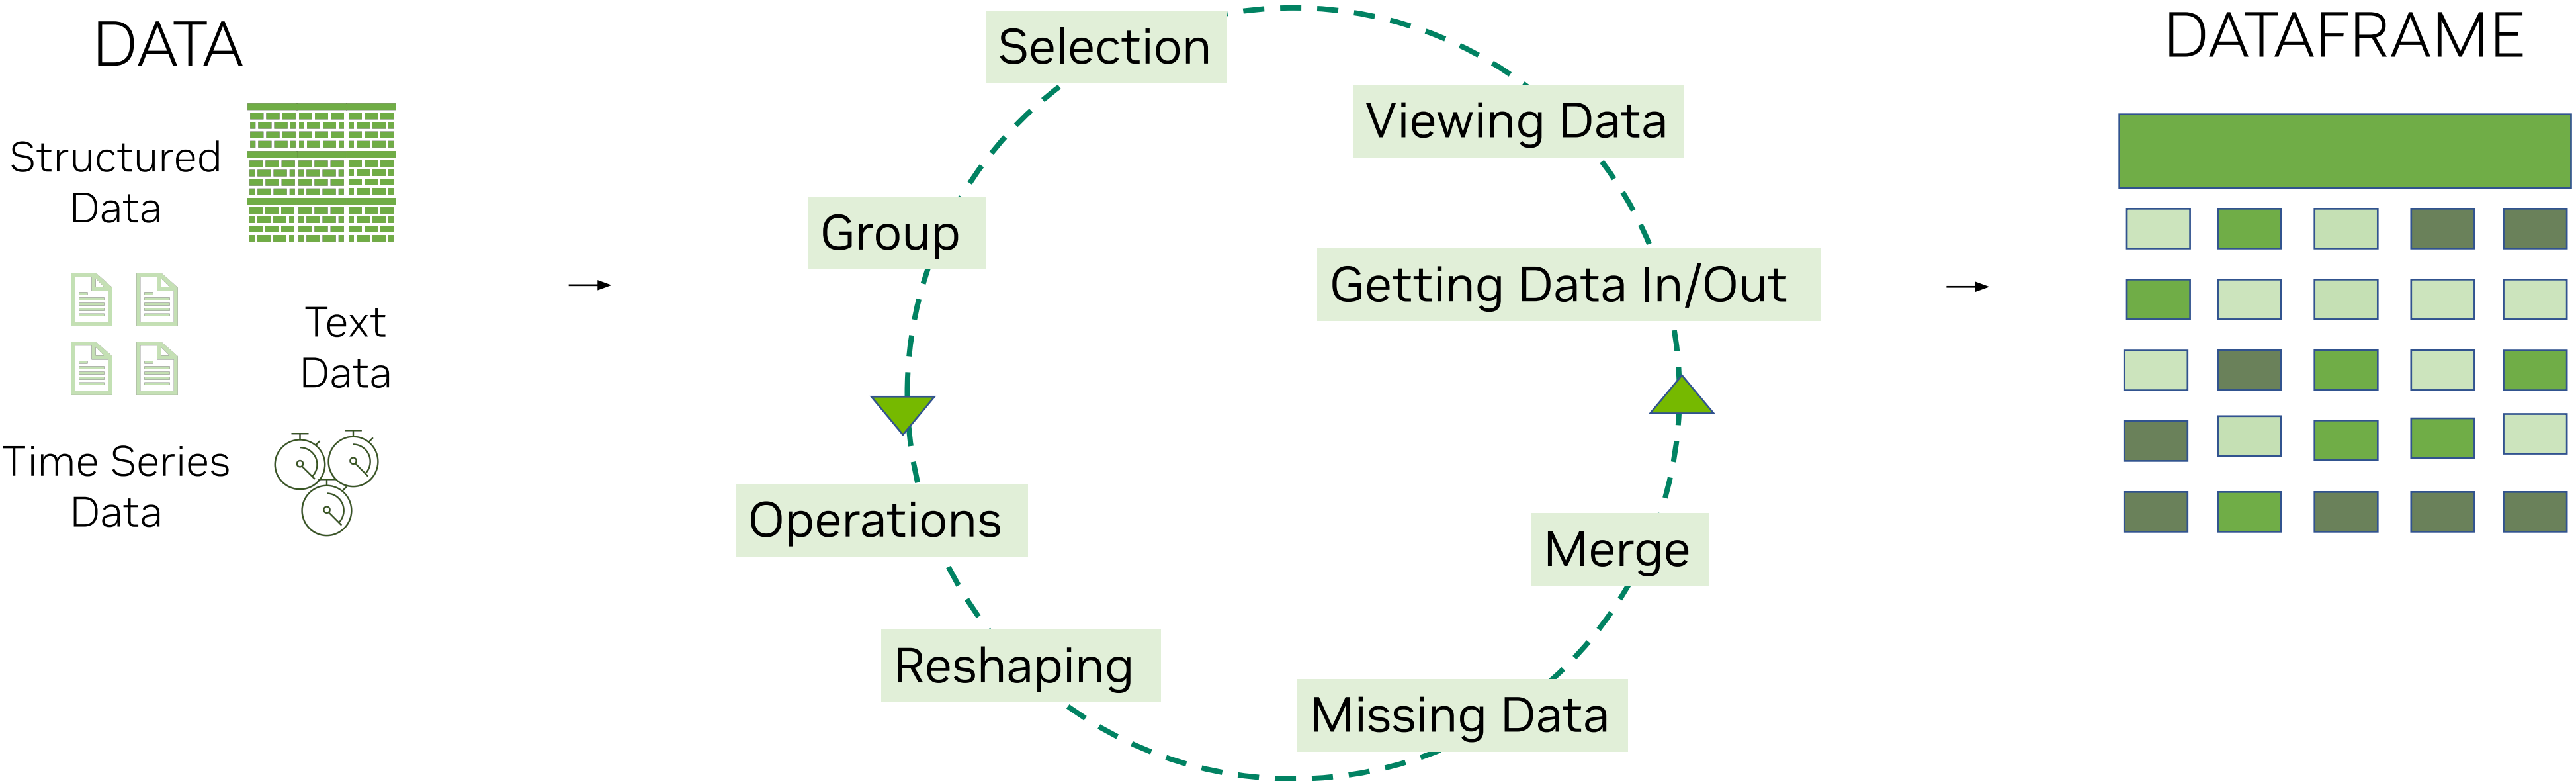 DATA
Structured
Data
Text
Data
Time Series
Data
Selection
Viewing Data
Group
Getting Data In/Out
Operations
Merge
Reshaping
Missing Data
DATAFRAME